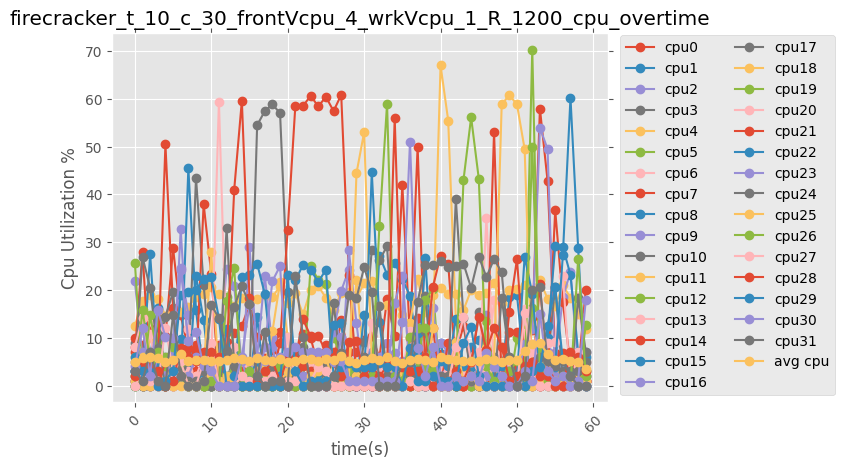 firecracker_t_10_c_30_frontVcpu_4_wrkVcpu_1_R_1200_cpu_overtime
Cpu Utilization %
70
60
50
40
30
20
10
0
0
10
20
30
40
50
60
time(s)
cpu0
cpu1
cpu2
cpu3
cpu4
cpu5
cpu6
cpu7
cpu8
cpu9
cpu10
cpu11
cpu12
cpu13
cpu14
cpu15
cpu16
cpu17
cpu18
cpu19
cpu20
cpu21
cpu22
cpu23
cpu24
cpu25
cpu26
cpu27
cpu28
cpu29
cpu30
cpu31
avg cpu